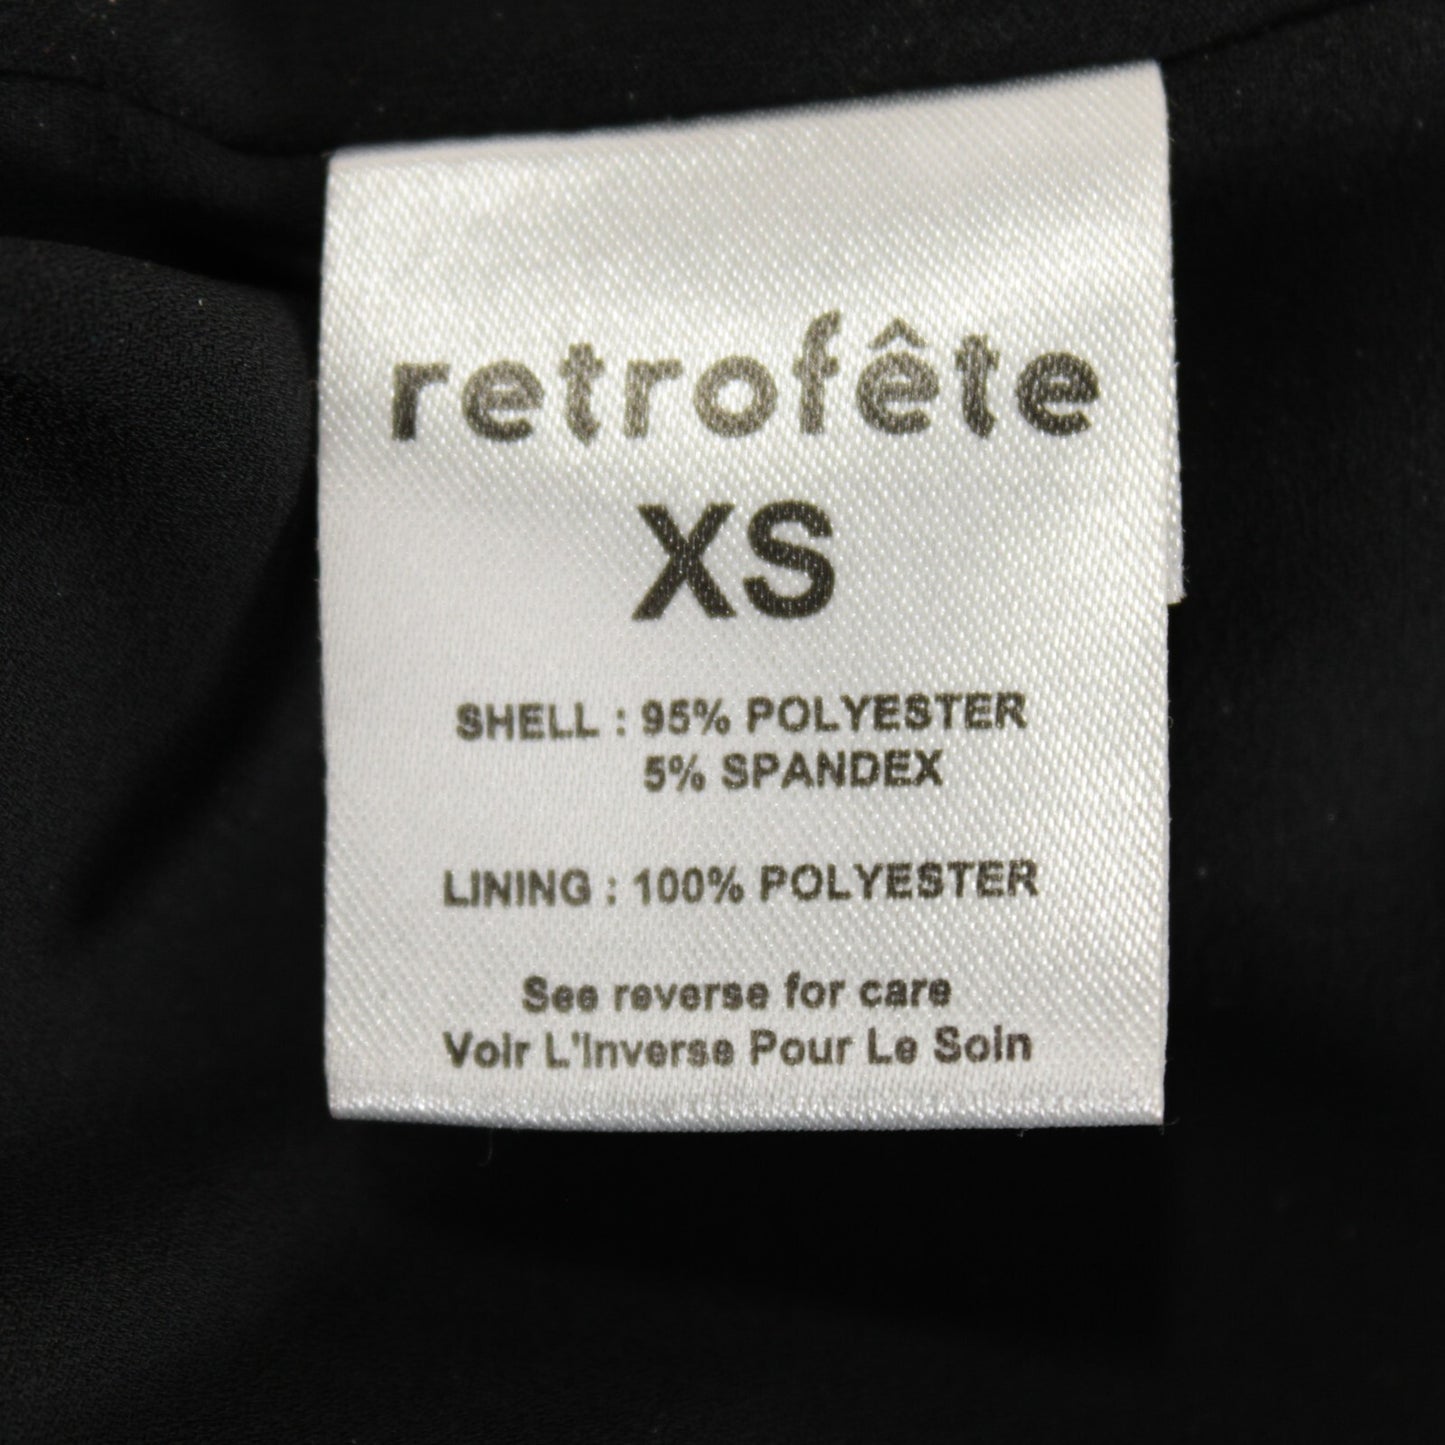 retrofête
XS
SHELL : 95% POLYESTER
5% SPANDEX
LINING : 100% POLYESTER
See reverse for care
Voir L'Inverse Pour Le Soin